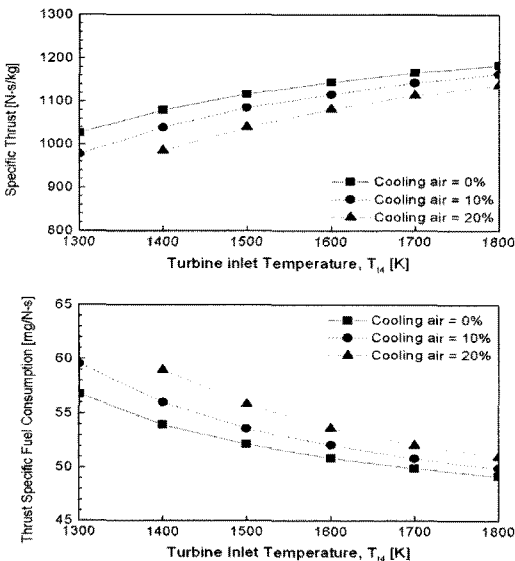 1300
1200
1100
1000
900
800
Specific Thrust [N-s/kg]
Cooling air = 0%
Cooling air = 10%
Cooling air = 20%
1300 1400 1500 1600 1700 1800
Turbine inlet Temperature, Tt4 [K]
65
60
55
50
45
Thrust Specific Fuel Consumption [mg/N-s]
Cooling air = 0%
Cooling air = 10%
Cooling air = 20%
1300 1400 1500 1600 1700 1800
Turbine Inlet Temperature, Tt4 [K]